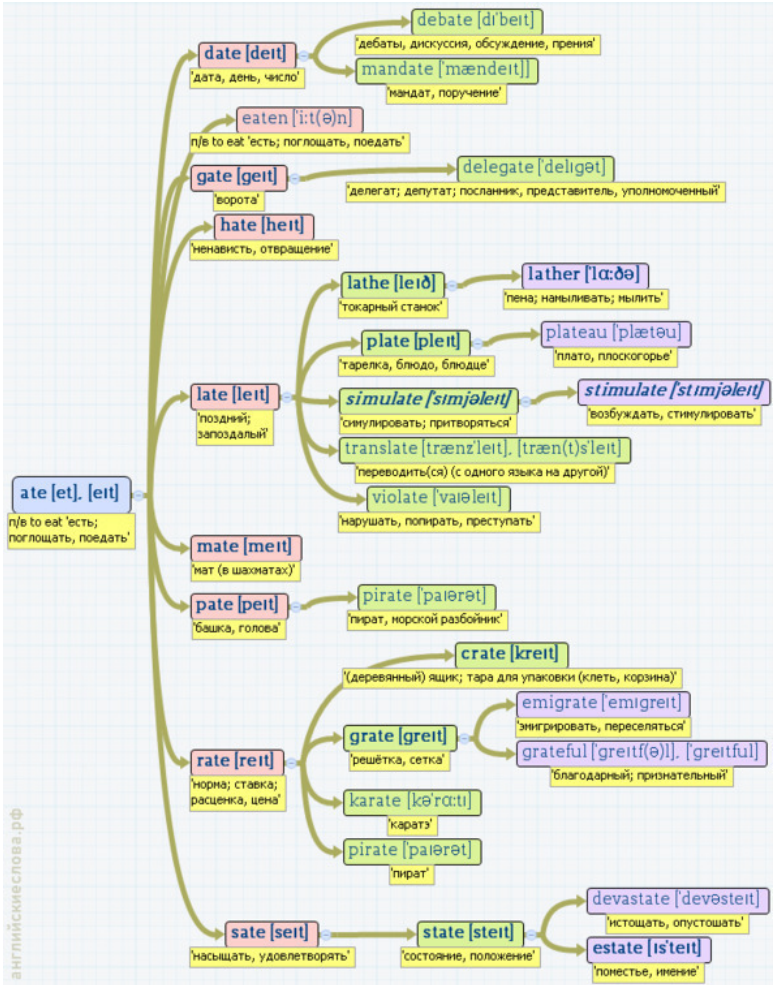 debate [dɪ'beɪt]
'дебаты, дискуссия, обсуждение, прения'
date [deɪt]
'дата, день, число'
mandate ['mændeɪt]]
'мандат, поручение'
eaten ['i:t(ə)n]
п/в to eat 'есть; поглощать, поедать'
gate [geɪt]
'ворота'
delegate ['delɪgət]
'делегат; депутат; посланник, представитель, уполномоченный'
hate [heɪt]
'ненависть, отвращение'
lathe [leɪð]
'токарный станок'
lather ['lɑ:ðə]
'пена; намыливать; мылить'
plate [pleɪt]
'тарелка, блюдо, блюдце'
plateau ['plætəu]
'плато, плоскогорье'
late [leɪt]
'поздний;
запоздалый'
simulate ['sɪmjəleɪt]
'симулировать; притворяться'
stimulate ['stɪmjəleɪt]
'возбуждать, стимулировать'
translate [trænz'leɪt], [træn(t)s'leɪt]
'переводить(ся) (с одного языка на другой)'
violate ['vaɪəleɪt]
'нарушать, попирать, преступать'
ate [et], [eɪt]
п/в to eat 'есть;
поглощать, поедать'
mate [meɪt]
'мат (в шахматах)'
pate [peɪt]
'башка, голова'
pirate ['paɪərət]
'пират, морской разбойник'
crate [kreɪt]
'(деревянный) ящик; тара для упаковки (клеть, корзина)'
rate [reɪt]
'норма; ставка;
расценка, цена'
grate [greɪt]
'решётка, сетка'
emigrate ['emɪgreɪt]
'эмигрировать, переселяться'
grateful ['greɪtf(ə)l], ['greɪtful]
'благодарный; признательный'
karate [kə'rɑ:tɪ]
'каратэ'
pirate ['paɪərət]
'пират'
sate [seɪt]
'насыщать, удовлетворять'
state [steɪt]
'состояние, положение'
devastate ['devəsteɪt]
'истощать, опустошать'
estate [ɪs'teɪt]
'поместье, имение'
английскиеслова.рф